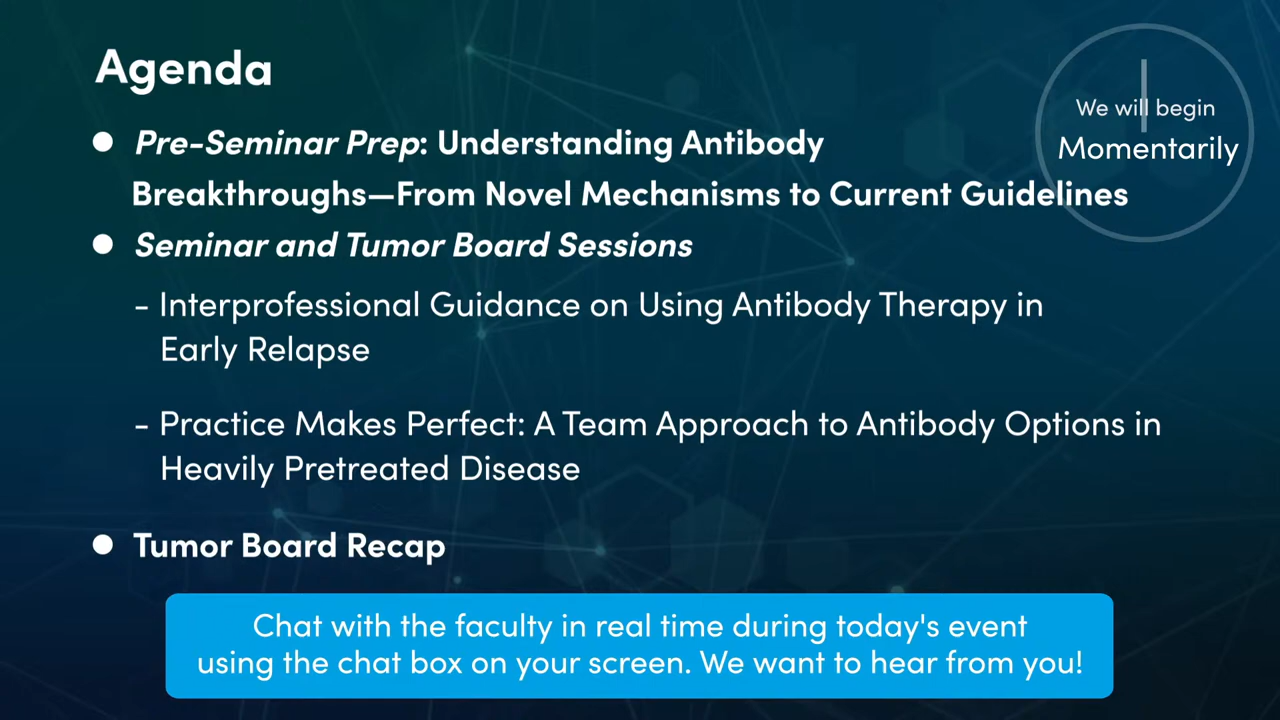 Agenda
We will begin
Momentarily
● Pre-Seminar Prep: Understanding Antibody
Breakthroughs—From Novel Mechanisms to Current Guidelines
● Seminar and Tumor Board Sessions
- Interprofessional Guidance on Using Antibody Therapy in
Early Relapse
- Practice Makes Perfect: A Team Approach to Antibody Options in
Heavily Pretreated Disease
● Tumor Board Recap
Chat with the faculty in real time during today's event
using the chat box on your screen. We want to hear from you!